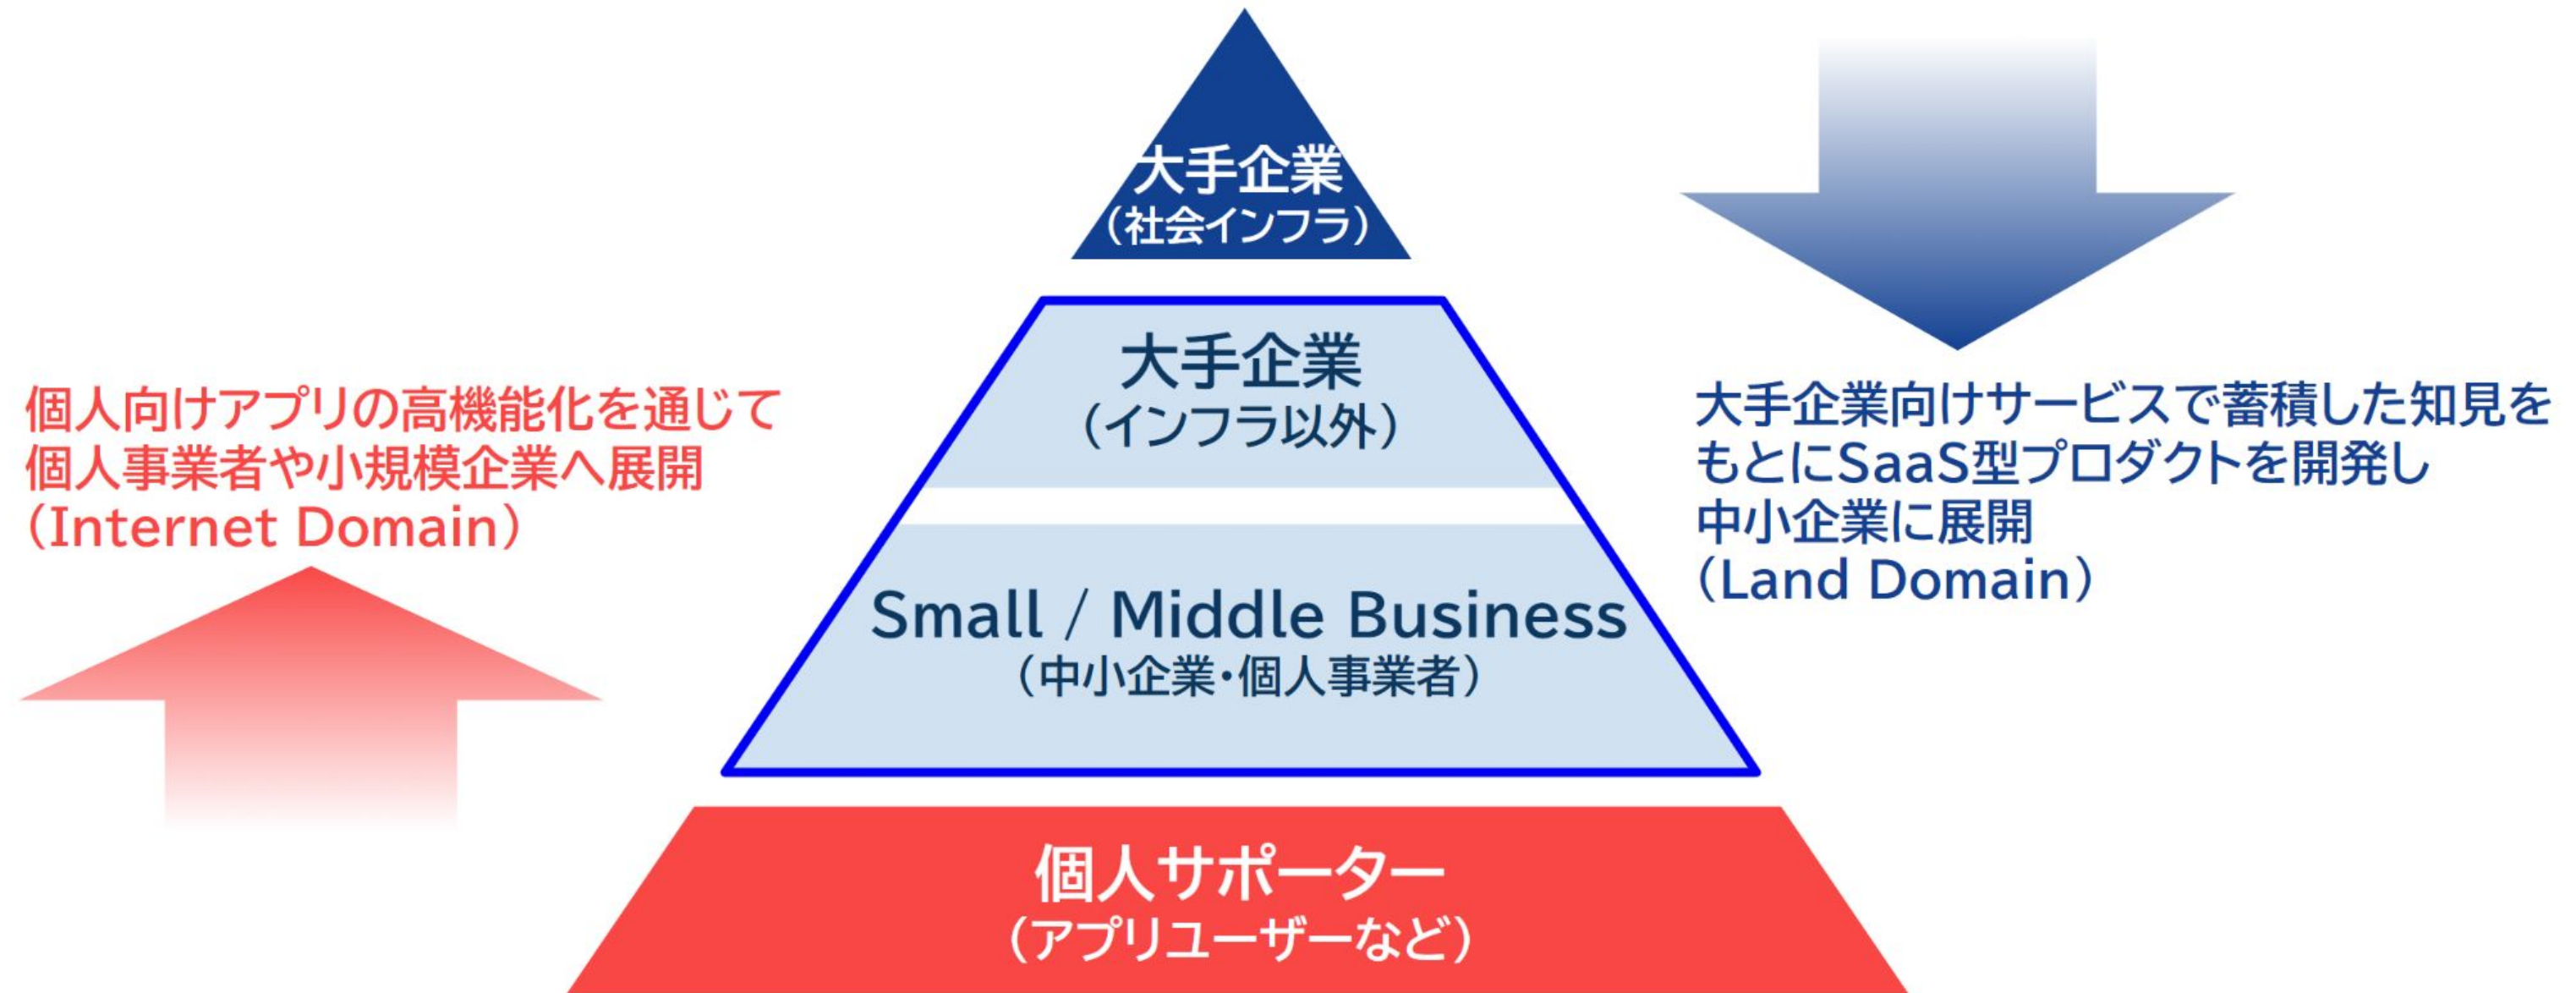 大手企業
（社会インフラ）
大手企業
（インフラ以外）
Small / Middle Business
（中小企業・個人事業者）
個人サポーター
（アプリユーザーなど）
個人向けアプリの高機能化を通じて
個人事業者や小規模企業へ展開
（Internet Domain）
大手企業向けサービスで蓄積した知見を
もとにSaaS型プロダクトを開発し
中小企業に展開
（Land Domain）